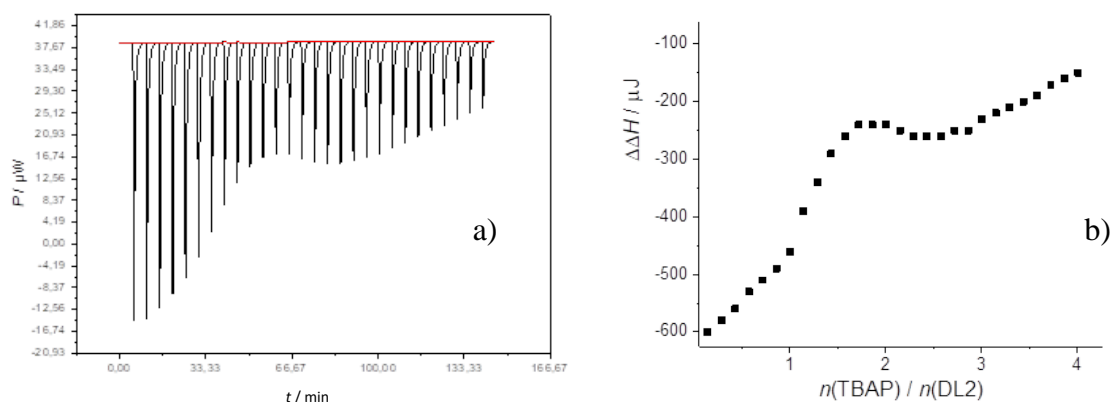 41,86
37,67
33,49
29,30
25,12
20,93
16,74
12,56
8,37
4,19
0,00
-4,19
-8,37
-12,56
-16,74
-20,93
P / µW
a)
0,00 33,33 66,67 100,00 133,33 166,67
t / min
-100
-200
-300
-400
-500
-600
ΔΔH / µJ
b)
1 2 3 4
n(TBAP) / n(DL2)